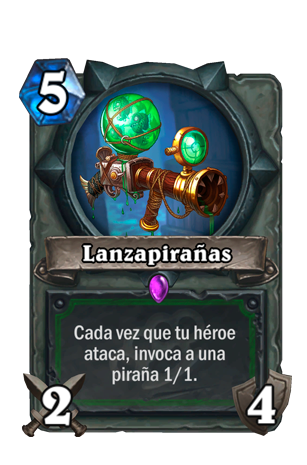 5
Lanzapirañas
Cada vez que tu héroe
ataca, invoca a una
piraña 1/1.
2
4